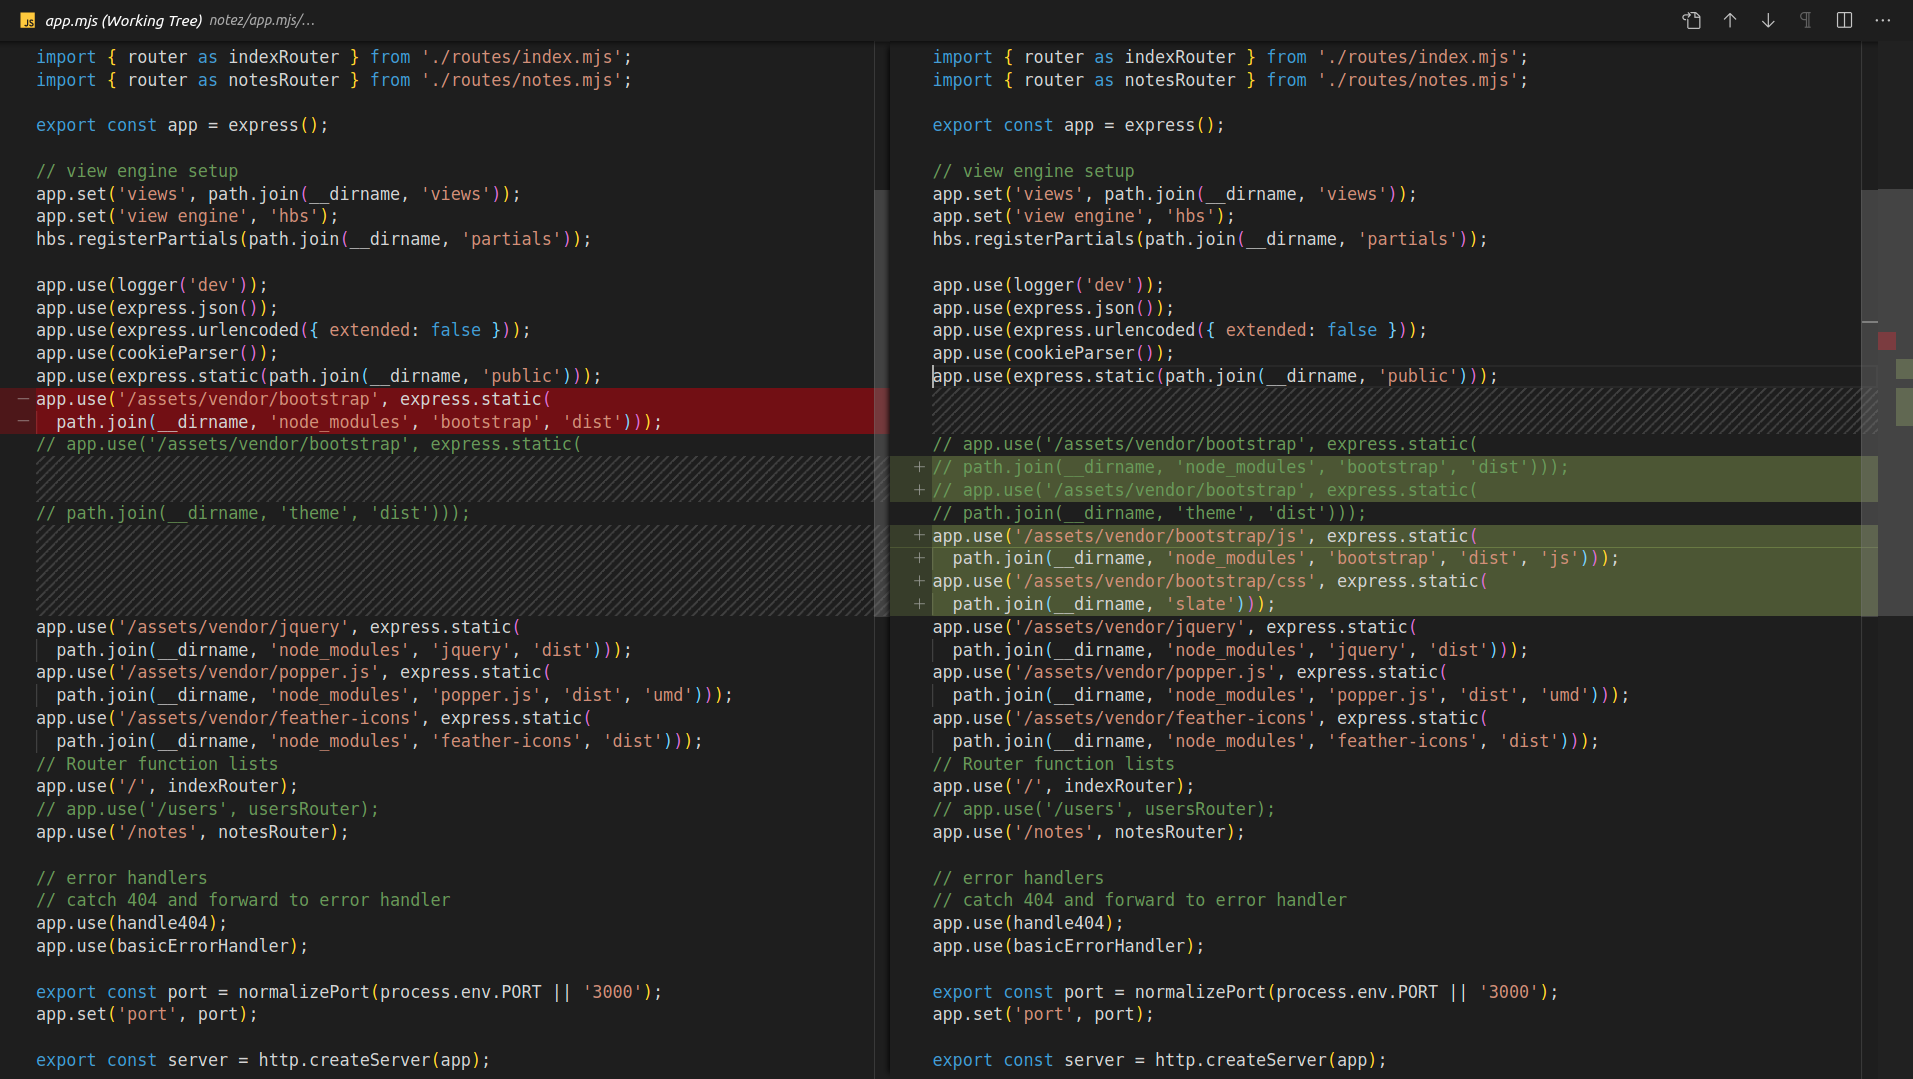 JS app.mjs (Working Tree) notez/app.mjs/...
import { router as indexRouter } from './routes/index.mjs';
import { router as notesRouter } from './routes/notes.mjs';
export const app = express();
// view engine setup
app.set('views', path.join(__dirname, 'views'));
app.set('view engine', 'hbs');
hbs.registerPartials(path.join(__dirname, 'partials'));
app.use(logger('dev'));
app.use(express.json());
app.use(express.urlencoded({ extended: false }));
app.use(cookieParser());
app.use(express.static(path.join(__dirname, 'public')));
— app.use('/assets/vendor/bootstrap', express.static(
—   path.join(__dirname, 'node_modules', 'bootstrap', 'dist')));
// app.use('/assets/vendor/bootstrap', express.static(
// path.join(__dirname, 'theme', 'dist')));
app.use('/assets/vendor/jquery', express.static(
  path.join(__dirname, 'node_modules', 'jquery', 'dist')));
app.use('/assets/vendor/popper.js', express.static(
  path.join(__dirname, 'node_modules', 'popper.js', 'dist', 'umd')));
app.use('/assets/vendor/feather-icons', express.static(
  path.join(__dirname, 'node_modules', 'feather-icons', 'dist')));
// Router function lists
app.use('/', indexRouter);
// app.use('/users', usersRouter);
app.use('/notes', notesRouter);
// error handlers
// catch 404 and forward to error handler
app.use(handle404);
app.use(basicErrorHandler);
export const port = normalizePort(process.env.PORT || '3000');
app.set('port', port);
export const server = http.createServer(app);
import { router as indexRouter } from './routes/index.mjs';
import { router as notesRouter } from './routes/notes.mjs';
export const app = express();
// view engine setup
app.set('views', path.join(__dirname, 'views'));
app.set('view engine', 'hbs');
hbs.registerPartials(path.join(__dirname, 'partials'));
app.use(logger('dev'));
app.use(express.json());
app.use(express.urlencoded({ extended: false }));
app.use(cookieParser());
app.use(express.static(path.join(__dirname, 'public')));
// app.use('/assets/vendor/bootstrap', express.static(
+ // path.join(__dirname, 'node_modules', 'bootstrap', 'dist')));
+ // app.use('/assets/vendor/bootstrap', express.static(
// path.join(__dirname, 'theme', 'dist')));
+ app.use('/assets/vendor/bootstrap/js', express.static(
+   path.join(__dirname, 'node_modules', 'bootstrap', 'dist', 'js')));
+ app.use('/assets/vendor/bootstrap/css', express.static(
+   path.join(__dirname, 'slate')));
app.use('/assets/vendor/jquery', express.static(
  path.join(__dirname, 'node_modules', 'jquery', 'dist')));
app.use('/assets/vendor/popper.js', express.static(
  path.join(__dirname, 'node_modules', 'popper.js', 'dist', 'umd')));
app.use('/assets/vendor/feather-icons', express.static(
  path.join(__dirname, 'node_modules', 'feather-icons', 'dist')));
// Router function lists
app.use('/', indexRouter);
// app.use('/users', usersRouter);
app.use('/notes', notesRouter);
// error handlers
// catch 404 and forward to error handler
app.use(handle404);
app.use(basicErrorHandler);
export const port = normalizePort(process.env.PORT || '3000');
app.set('port', port);
export const server = http.createServer(app);